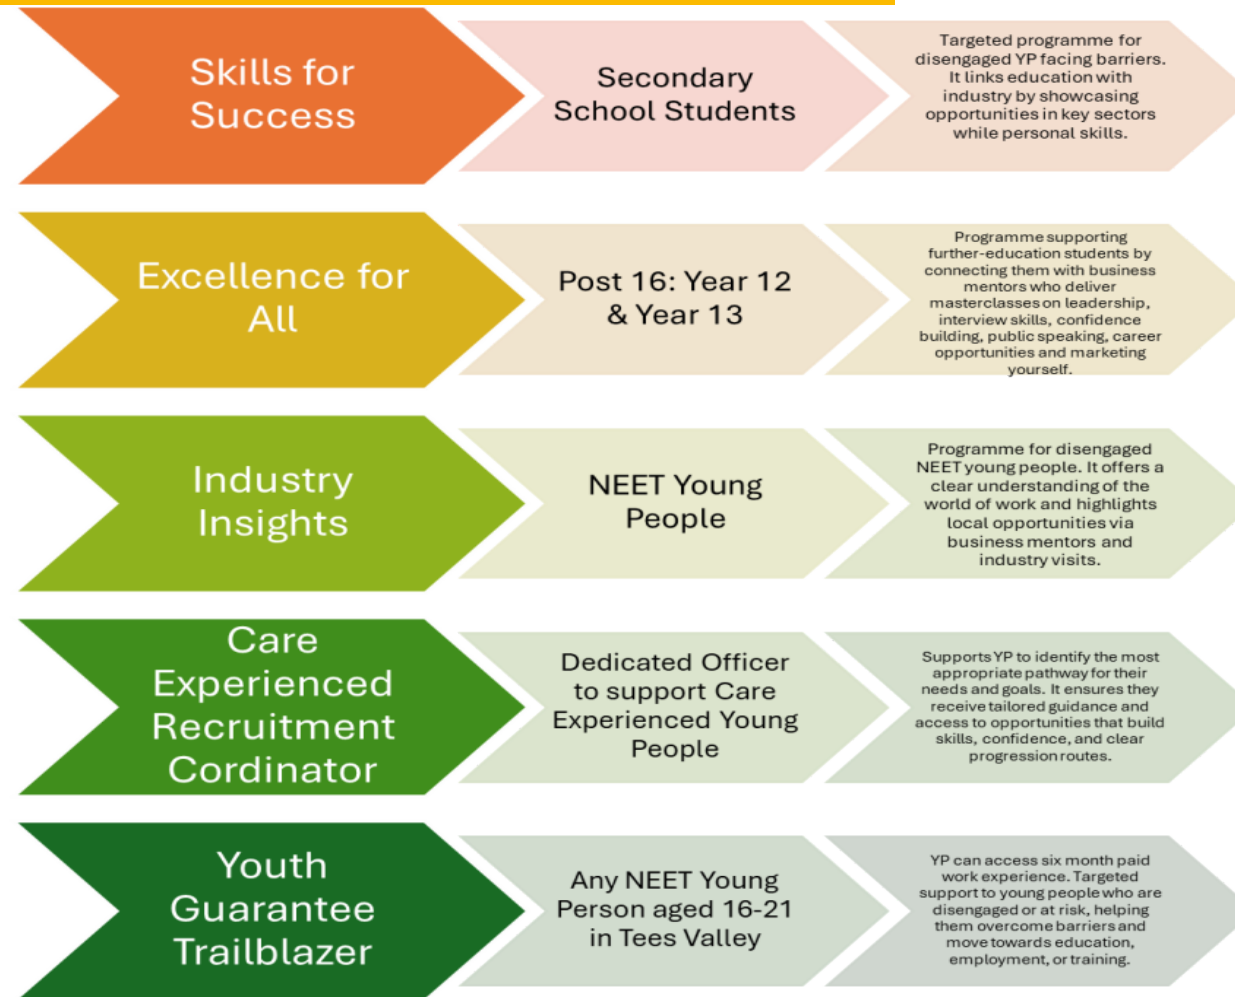 Skills for
Success
Secondary
School Students
Targeted programme for
disengaged YP facing barriers.
It links education with
industry by showcasing
opportunities in key sectors
while personal skills.
Excellence for
All
Post 16: Year 12
& Year 13
Programme supporting
further-education students by
connecting them with business
mentors who deliver
masterclasses on leadership,
interview skills, confidence
building, public speaking, career
opportunities and marketing
yourself.
Industry
Insights
NEET Young
People
Programme for disengaged
NEET young people. It offers a
clear understanding of the
world of work and highlights
local opportunities via
business mentors and
industry visits.
Care
Experienced
Recruitment
Cordinator
Dedicated Officer
to support Care
Experienced Young
People
Supports YP to identify the most
appropriate pathway for their
needs and goals. It ensures they
receive tailored guidance and
access to opportunities that build
skills, confidence, and clear
progression routes.
Youth
Guarantee
Trailblazer
Any NEET Young
Person aged 16-21
in Tees Valley
YP can access six month paid
work experience. Targeted
support to young people who are
disengaged or at risk, helping
them overcome barriers and
move towards education,
employment, or training.